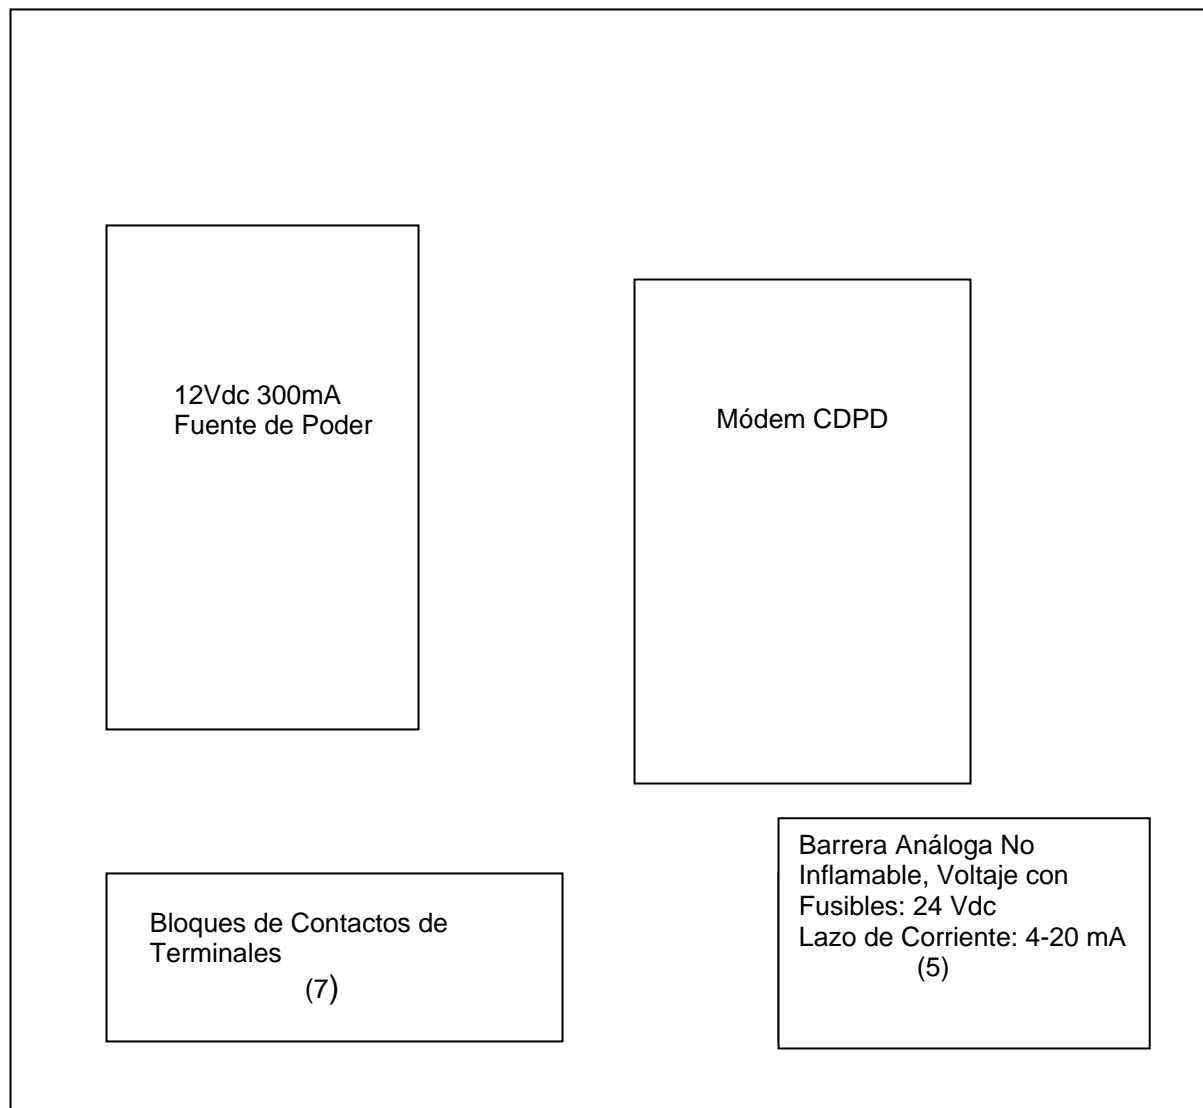 12Vdc 300mA
Fuente de Poder
Módem CDPD
Barrera Análoga No
Inflamable, Voltaje con
Fusibles: 24 Vdc
Lazo de Corriente: 4-20 mA
(5)
Bloques de Contactos de
Terminales
(7)